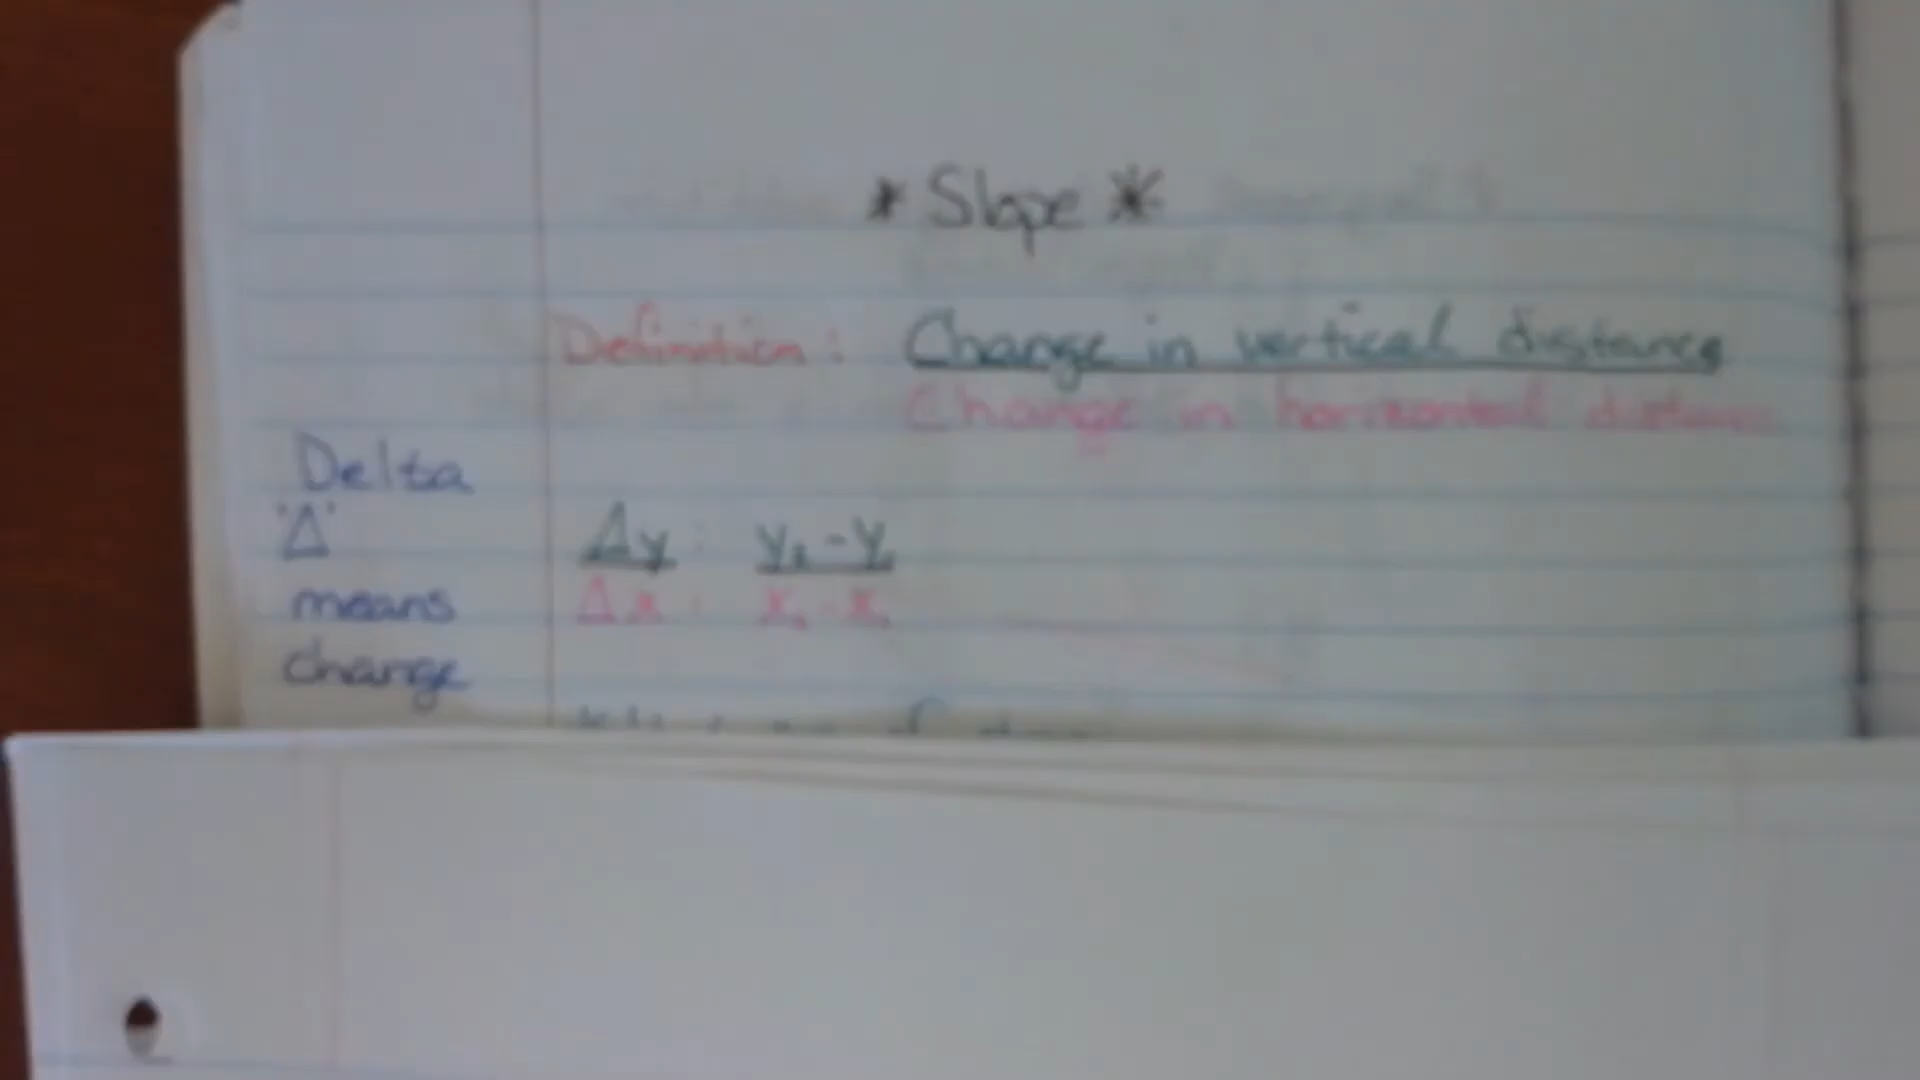 * Slope *
Definition: Change in vertical distance
Change in horizontal distance
Delta
"Δ"
means
change
Δy : y₂ - y₁
Δx : x₂ - x₁